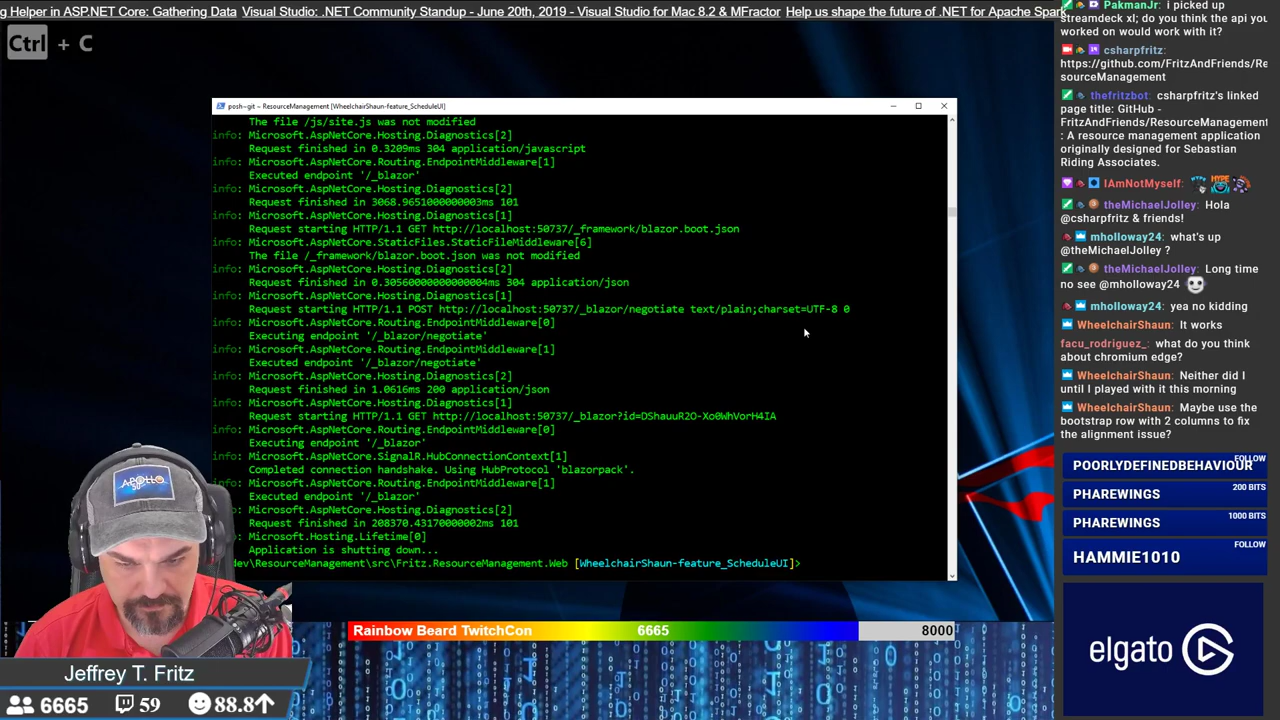 g Helper in ASP.NET Core: Gathering Data Visual Studio: .NET Community Standup - June 20th, 2019 - Visual Studio for Mac 8.2 & MFractor Help us shape the future of .NET for Apache Spark
Ctrl + C
posh~git ~ ResourceManagement [WheelchairShaun-feature_ScheduleUI]
The file /js/site.js was not modified
info: Microsoft.AspNetCore.Hosting.Diagnostics[2]
Request finished in 0.3209ms 304 application/javascript
info: Microsoft.AspNetCore.Routing.EndpointMiddleware[1]
Executed endpoint '/_blazor'
info: Microsoft.AspNetCore.Hosting.Diagnostics[2]
Request finished in 3068.9651000000003ms 101
info: Microsoft.AspNetCore.Hosting.Diagnostics[1]
Request starting HTTP/1.1 GET http://localhost:50737/_framework/blazor.boot.json
info: Microsoft.AspNetCore.StaticFiles.StaticFileMiddleware[6]
The file /_framework/blazor.boot.json was not modified
info: Microsoft.AspNetCore.Hosting.Diagnostics[2]
Request finished in 0.30560000000000004ms 304 application/json
info: Microsoft.AspNetCore.Hosting.Diagnostics[1]
Request starting HTTP/1.1 POST http://localhost:50737/_blazor/negotiate text/plain;charset=UTF-8 0
info: Microsoft.AspNetCore.Routing.EndpointMiddleware[0]
Executing endpoint '/_blazor/negotiate'
info: Microsoft.AspNetCore.Routing.EndpointMiddleware[1]
Executed endpoint '/_blazor/negotiate'
info: Microsoft.AspNetCore.Hosting.Diagnostics[2]
Request finished in 1.0616ms 200 application/json
info: Microsoft.AspNetCore.Hosting.Diagnostics[1]
Request starting HTTP/1.1 GET http://localhost:50737/_blazor?id=DShauuR2O-Xo0WhVorH4IA
info: Microsoft.AspNetCore.Routing.EndpointMiddleware[0]
Executing endpoint '/_blazor'
info: Microsoft.AspNetCore.SignalR.HubConnectionContext[1]
Completed connection handshake. Using HubProtocol 'blazorpack'.
info: Microsoft.AspNetCore.Routing.EndpointMiddleware[1]
Executed endpoint '/_blazor'
: Microsoft.AspNetCore.Hosting.Diagnostics[2]
Request finished in 208370.43170000002ms 101
: Microsoft.Hosting.Lifetime[0]
Application is shutting down...
dev\ResourceManagement\src\Fritz.ResourceManagement.Web [WheelchairShaun-feature_ScheduleUI]>
PakmanJr: i picked up
streamdeck xl; do you think the api you
worked on would work with it?
csharpfritz:
https://github.com/FritzAndFriends/Re
sourceManagement
thefritzbot: csharpfritz's linked
page title: GitHub -
FritzAndFriends/ResourceManagement
: A resource management application
originally designed for Sebastian
Riding Associates.
IAmNotMyself: HYPE
theMichaelJolley: Hola
@csharpfritz & friends!
mholloway24: what's up
@theMichaelJolley ?
theMichaelJolley: Long time
no see @mholloway24
mholloway24: yea no kidding
WheelchairShaun: It works
facu_rodriguez_: what do you think
about chromium edge?
WheelchairShaun: Neither did I
until I played with it this morning
WheelchairShaun: Maybe use the
bootstrap row with 2 columns to fix
the alignment issue?
FOLLOW
POORLYDEFINEDBEHAVIOUR
200 BITS
PHAREWINGS
1000 BITS
PHAREWINGS
FOLLOW
HAMMIE1010
elgato
APOLLO
50
Rainbow Beard TwitchCon 6665 8000
Jeffrey T. Fritz
6665 59 88.8